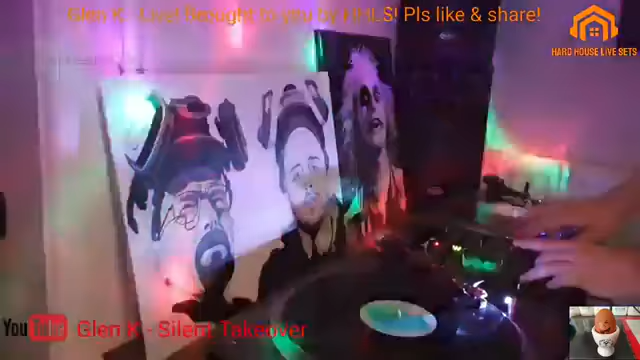 Glen K - Live! Brought to you by HHLS! Pls like & share!
HARD HOUSE LIVE SETS
YouTube Glen K - Silent Takeover